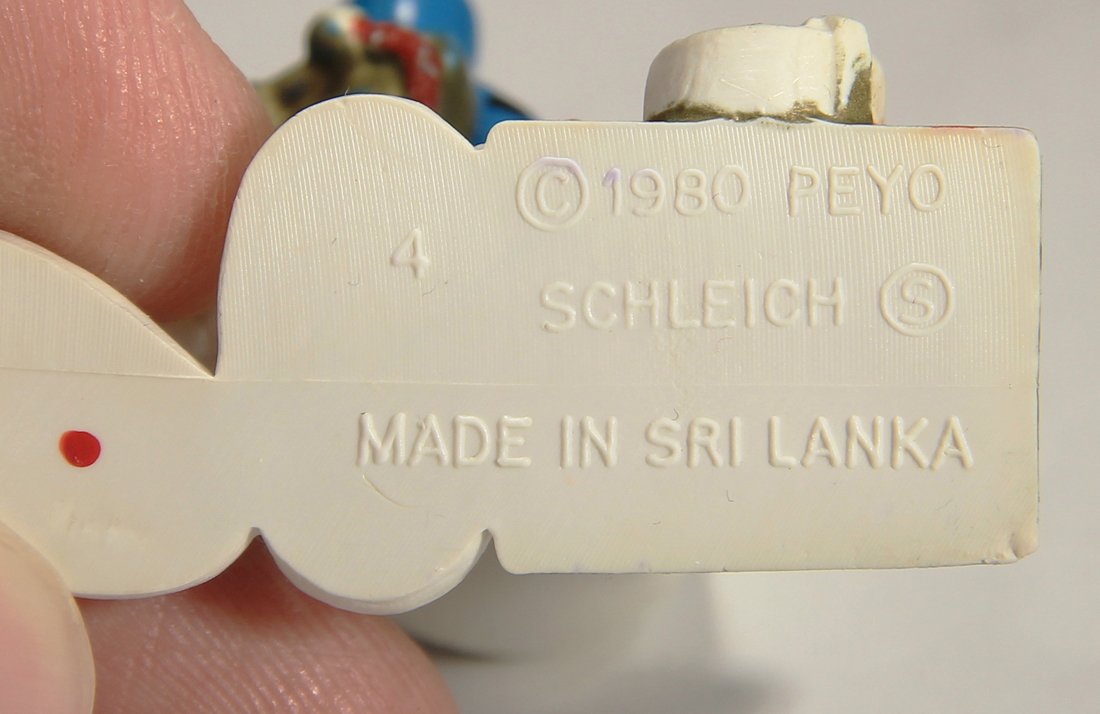 © 1980 PEYO
4
SCHLEICH Ⓢ
MADE IN SRI LANKA